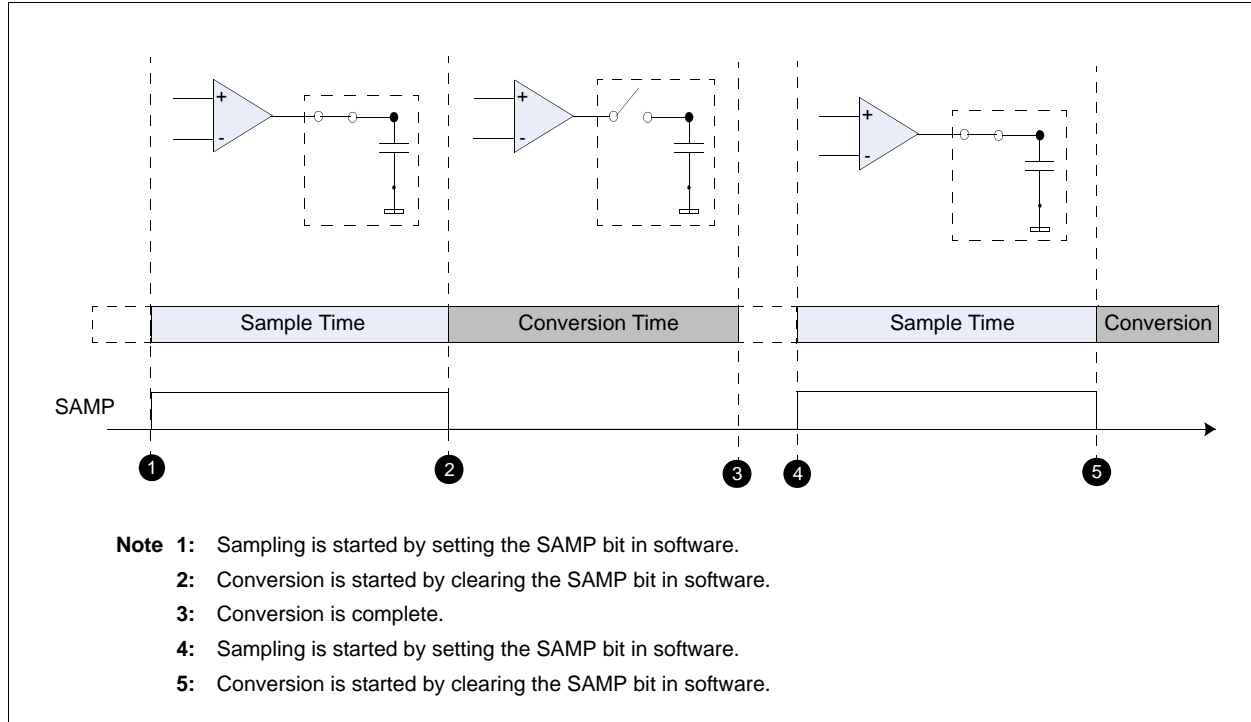 +
-
+
-
+
-
Sample Time
Conversion Time
Sample Time
Conversion
SAMP
1
2
3
4
5
Note 1: Sampling is started by setting the SAMP bit in software.
2: Conversion is started by clearing the SAMP bit in software.
3: Conversion is complete.
4: Sampling is started by setting the SAMP bit in software.
5: Conversion is started by clearing the SAMP bit in software.